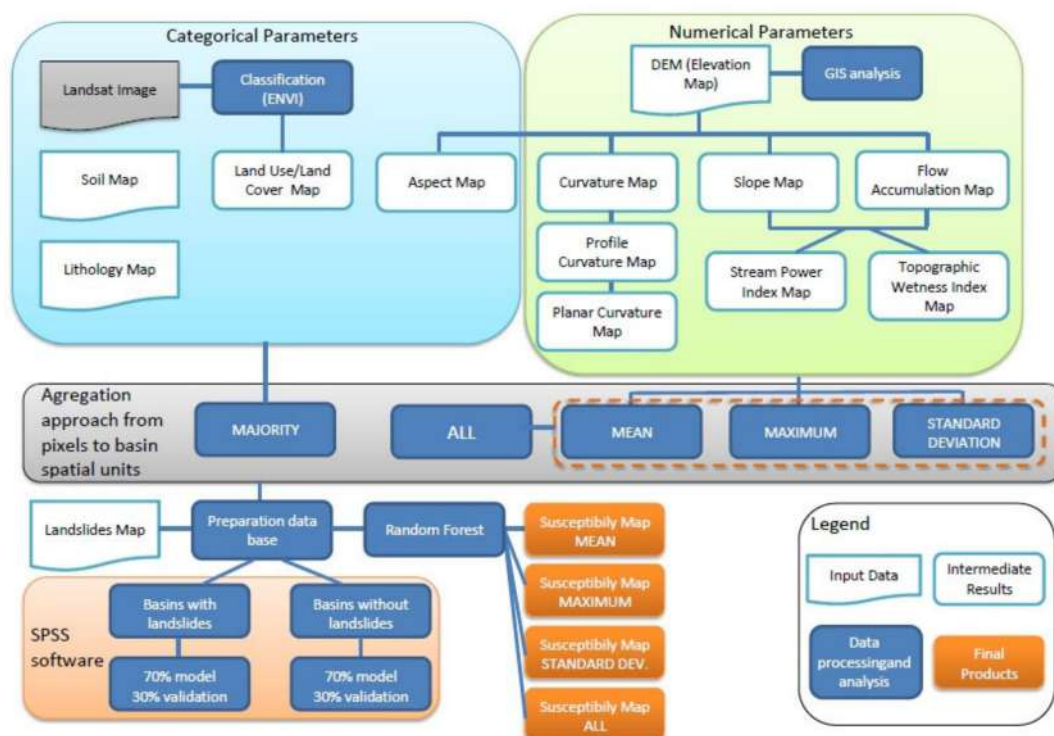 Categorical Parameters
Numerical Parameters
Landsat Image
Classification
(ENVI)
DEM (Elevation
Map)
GIS analysis
Soil Map
Land Use/Land
Cover Map
Aspect Map
Curvature Map
Slope Map
Flow
Accumulation Map
Lithology Map
Profile
Curvature Map
Stream Power
Index Map
Topographic
Wetness Index
Map
Planar Curvature
Map
Agregation
approach from
pixels to basin
spatial units
MAJORITY
ALL
MEAN
MAXIMUM
STANDARD
DEVIATION
Landslides Map
Preparation data
base
Random Forest
Susceptibily Map
MEAN
Susceptibily Map
MAXIMUM
Susceptibily Map
STANDARD DEV.
Susceptibily Map
ALL
SPSS
software
Basins with
landslides
Basins without
landslides
70% model
30% validation
70% model
30% validation
Legend
Input Data
Intermediate
Results
Data
processingand
analysis
Final
Products